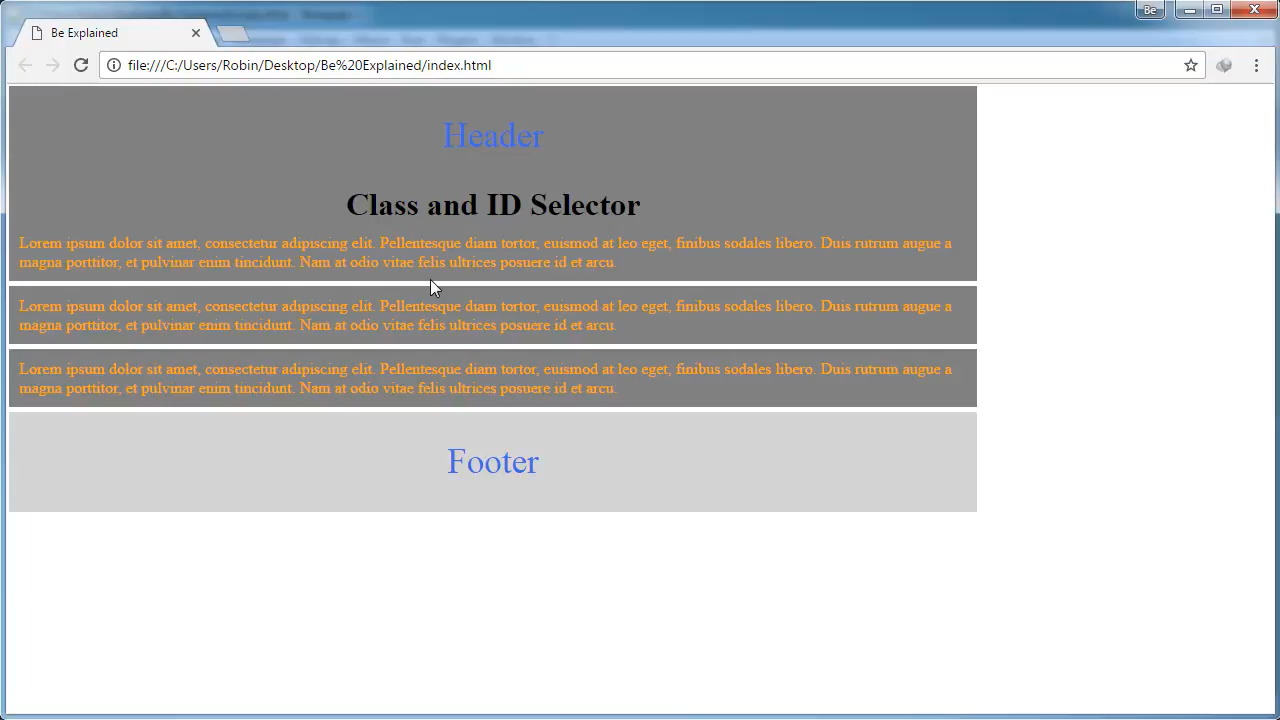 Be
Be Explained
file:///C:/Users/Robin/Desktop/Be%20Explained/index.html
Header
Class and ID Selector
Lorem ipsum dolor sit amet, consectetur adipiscing elit. Pellentesque diam tortor, euismod at leo eget, finibus sodales libero. Duis rutrum augue a
magna porttitor, et pulvinar enim tincidunt. Nam at odio vitae felis ultrices posuere id et arcu.
Lorem ipsum dolor sit amet, consectetur adipiscing elit. Pellentesque diam tortor, euismod at leo eget, finibus sodales libero. Duis rutrum augue a
magna porttitor, et pulvinar enim tincidunt. Nam at odio vitae felis ultrices posuere id et arcu.
Lorem ipsum dolor sit amet, consectetur adipiscing elit. Pellentesque diam tortor, euismod at leo eget, finibus sodales libero. Duis rutrum augue a
magna porttitor, et pulvinar enim tincidunt. Nam at odio vitae felis ultrices posuere id et arcu.
Footer